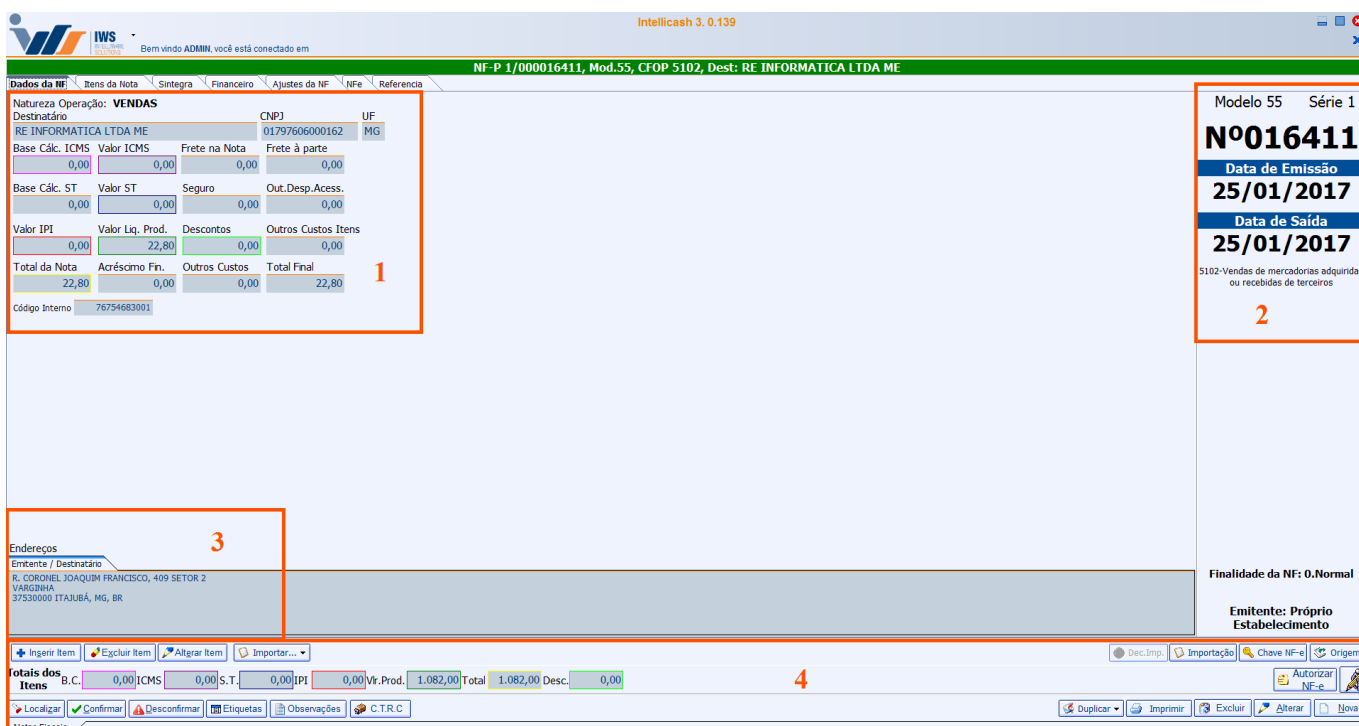 Intellicash 3. 0.139
IWS
INTELLIWARE
SOLUTIONS
Bem vindo ADMIN, você está conectado em
NF-P 1/000016411, Mod.55, CFOP 5102, Dest: RE INFORMATICA LTDA ME
Dados da NF Itens da Nota Sintegra Financeiro Ajustes da NF NFe Referencia
Natureza Operação: VENDAS
Destinatário CNPJ UF
RE INFORMATICA LTDA ME 01797606000162 MG
Base Cálc. ICMS Valor ICMS Frete na Nota Frete à parte
0,00 0,00 0,00 0,00
Base Cálc. ST Valor ST Seguro Out.Desp.Acess.
0,00 0,00 0,00 0,00
Valor IPI Valor Liq. Prod. Descontos Outros Custos Itens
0,00 22,80 0,00 0,00
Total da Nota Acréscimo Fin. Outros Custos Total Final
22,80 0,00 0,00 22,80
1
Código Interno 76754683001
Modelo 55 Série 1
Nº016411
Data de Emissão
25/01/2017
Data de Saída
25/01/2017
5102-Vendas de mercadorias adquirida
ou recebidas de terceiros
2
3
Endereços
Emitente / Destinatário
R. CORONEL JOAQUIM FRANCISCO, 409 SETOR 2
VARGINHA
37530000 ITAJUBÁ, MG, BR
Finalidade da NF: 0.Normal
Emitente: Próprio
Estabelecimento
Inserir Item Excluir Item Alterar Item Importar... Dec.Imp. Importação Chave NF-e Origem
Totais dos
Itens B.C. 0,00 ICMS 0,00 S.T. 0,00 IPI 0,00 Vlr.Prod. 1.082,00 Total 1.082,00 Desc. 0,00
4
Autorizar
NF-e
Localizar Confirmar Desconfirmar Etiquetas Observações C.T.R.C Duplicar Imprimir Excluir Alterar Nova
Notas Fiscais